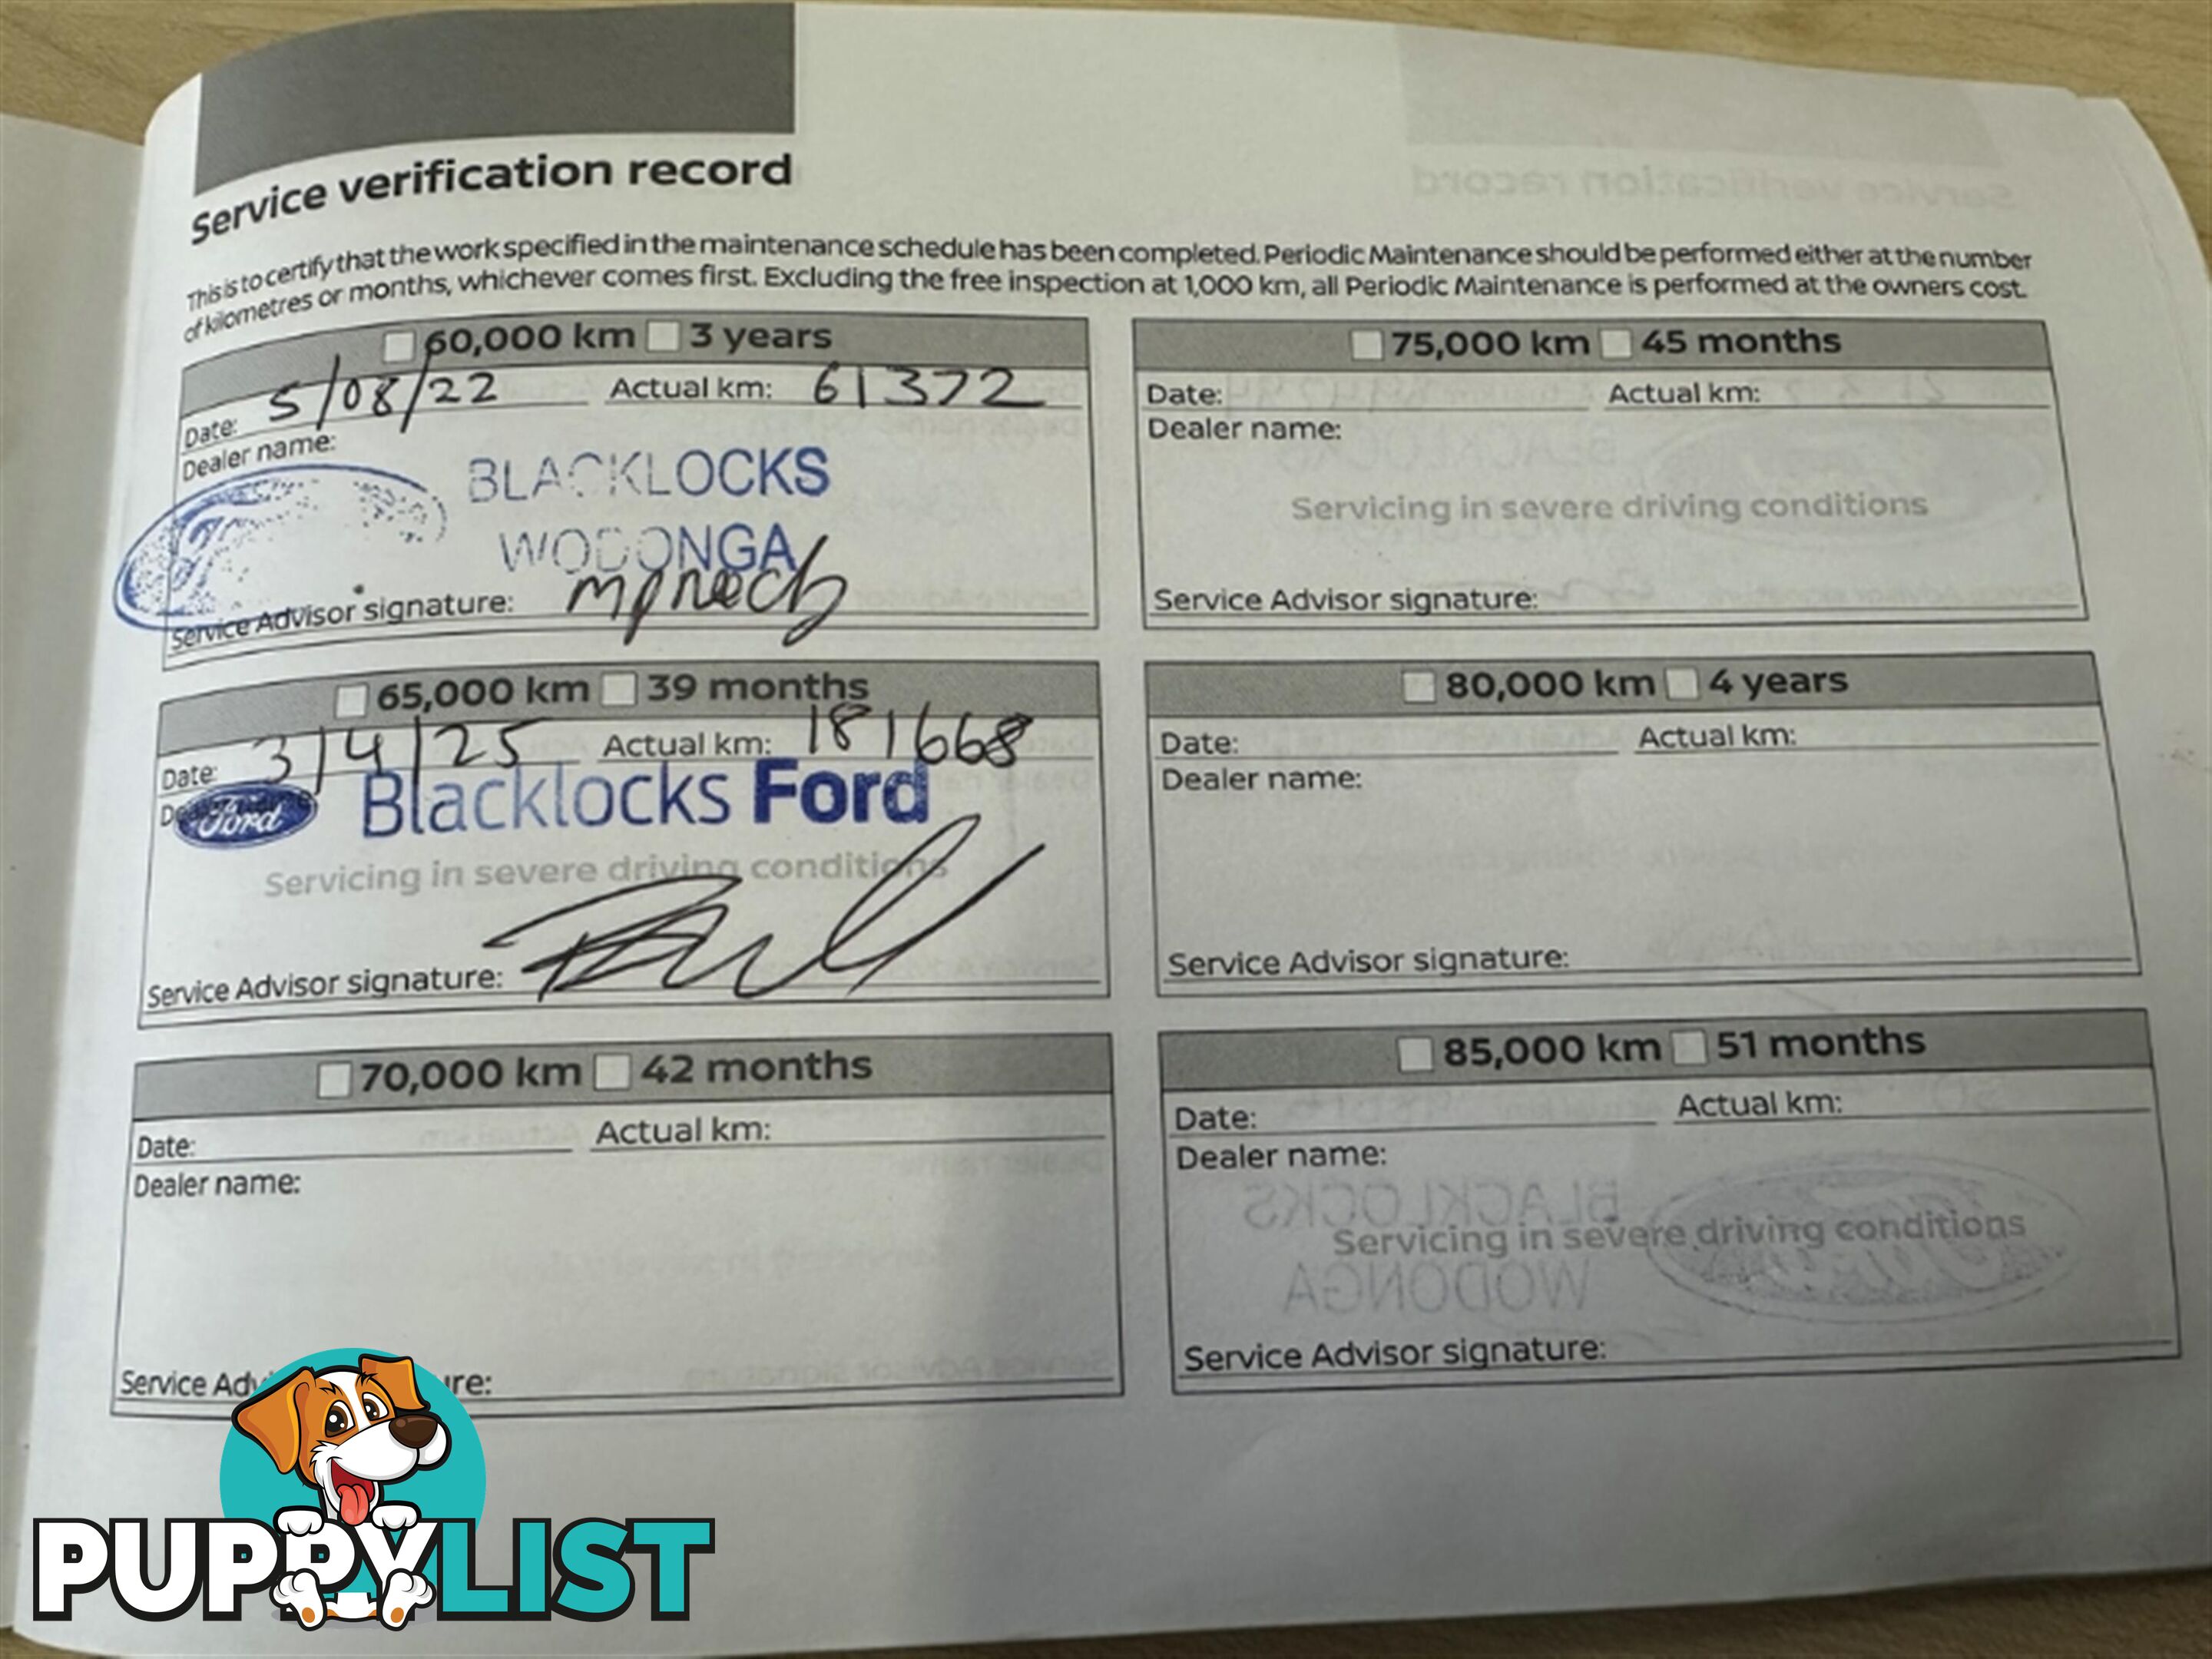 Service verification record
This is to certify that the work specified in the maintenance schedule has been completed. Periodic Maintenance should be performed either at the number
of kilometres or months, whichever comes first. Excluding the free inspection at 1,000 km, all Periodic Maintenance is performed at the owners cost.
60,000 km 3 years
Date: 5/08/22 Actual km: 61372
Dealer name:
BLACKLOCKS
WODONGA
Service Advisor signature:
65,000 km 39 months
Date: 3/4/25 Actual km: 181668
Dealer name:
Ford Blacklocks Ford
Servicing in severe driving conditions
Service Advisor signature:
70,000 km 42 months
Date: Actual km:
Dealer name:
Service Advisor signature:
75,000 km 45 months
Date: Actual km:
Dealer name:
Servicing in severe driving conditions
Service Advisor signature:
80,000 km 4 years
Date: Actual km:
Dealer name:
Service Advisor signature:
85,000 km 51 months
Date: Actual km:
Dealer name:
Servicing in severe driving conditions
Service Advisor signature:
PUPPYLIST